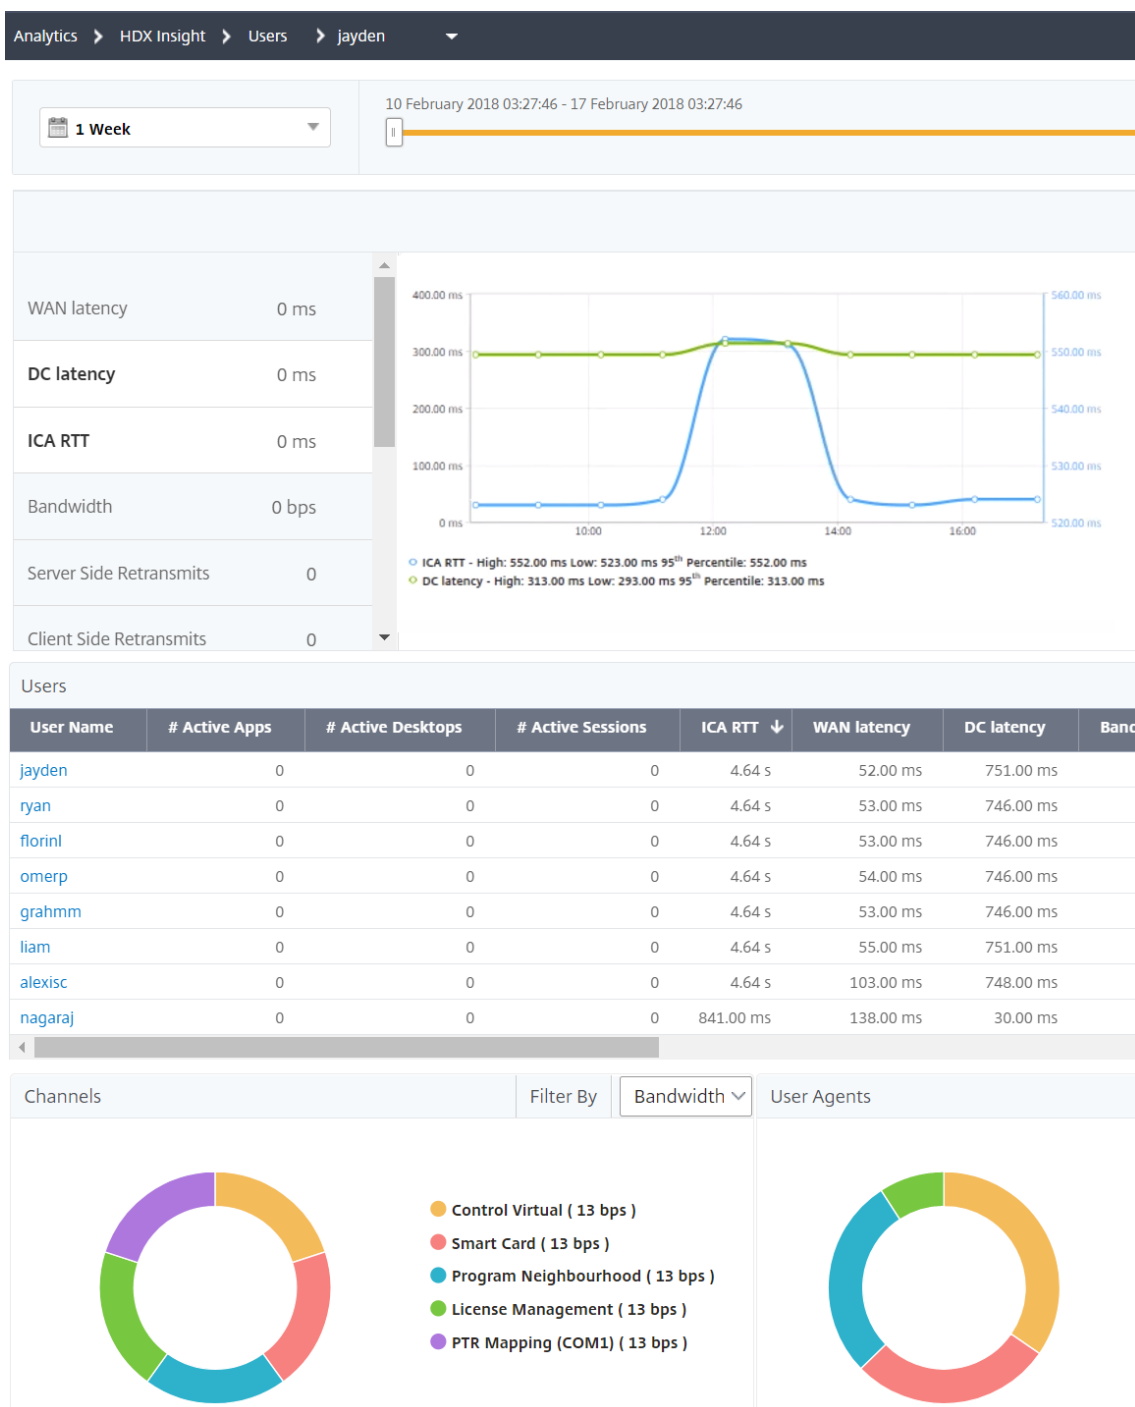 Analytics > HDX Insight > Users > jayden
10 February 2018 03:27:46 - 17 February 2018 03:27:46
1 Week
WAN latency 0 ms
DC latency 0 ms
ICA RTT 0 ms
Bandwidth 0 bps
Server Side Retransmits 0
Client Side Retransmits 0
400.00 ms 560.00 ms
300.00 ms 550.00 ms
200.00 ms 540.00 ms
100.00 ms 530.00 ms
0 ms 520.00 ms
10:00 12:00 14:00 16:00
ICA RTT - High: 552.00 ms Low: 523.00 ms 95th Percentile: 552.00 ms
DC latency - High: 313.00 ms Low: 293.00 ms 95th Percentile: 313.00 ms
Users
User Name # Active Apps # Active Desktops # Active Sessions ICA RTT WAN latency DC latency Banc
jayden 0 0 0 4.64 s 52.00 ms 751.00 ms
ryan 0 0 0 4.64 s 53.00 ms 746.00 ms
florinl 0 0 0 4.64 s 53.00 ms 746.00 ms
omerp 0 0 0 4.64 s 54.00 ms 746.00 ms
grahmm 0 0 0 4.64 s 53.00 ms 746.00 ms
liam 0 0 0 4.64 s 55.00 ms 751.00 ms
alexisc 0 0 0 4.64 s 103.00 ms 748.00 ms
nagaraj 0 0 0 841.00 ms 138.00 ms 30.00 ms
Channels Filter By Bandwidth User Agents
Control Virtual ( 13 bps )
Smart Card ( 13 bps )
Program Neighbourhood ( 13 bps )
License Management ( 13 bps )
PTR Mapping (COM1) ( 13 bps )